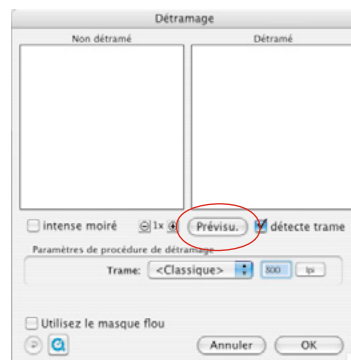 Détramage
Non détramé Détramé
intense moiré 1x Prévisu. détecte trame
Paramètres de procédure de détramage
Trame: <Classique> 500 lpi
Utilisez le masque flou
Annuler OK